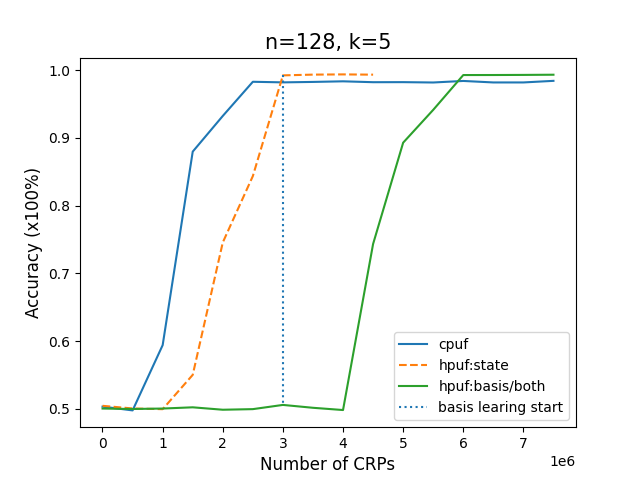 n=128, k=5
Accuracy (x100%)
1.0
0.9
0.8
0.7
0.6
0.5
cpuf
hpuf:state
hpuf:basis/both
basis learing start
0 1 2 3 4 5 6 7
1e6
Number of CRPs